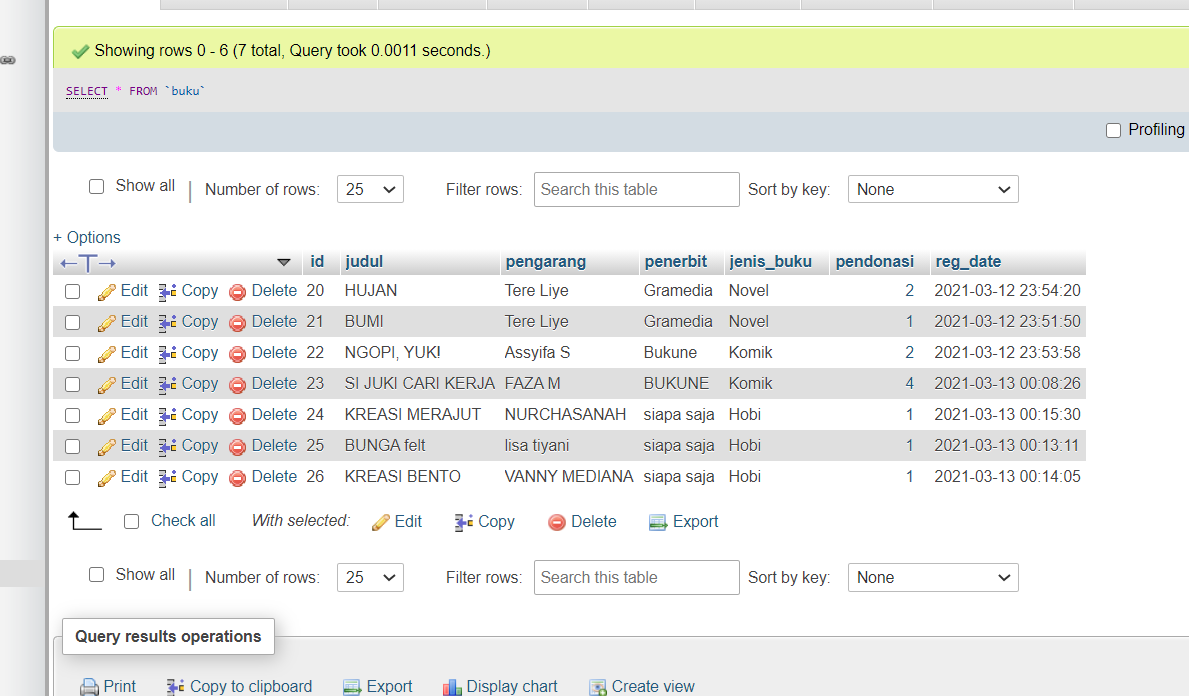 Showing rows 0 - 6 (7 total, Query took 0.0011 seconds.)
SELECT * FROM `buku`
Profiling
Show all | Number of rows: 25 Filter rows: Search this table Sort by key: None
+ Options
←T→ id judul pengarang penerbit jenis_buku pendonasi reg_date
Edit Copy Delete 20 HUJAN Tere Liye Gramedia Novel 2 2021-03-12 23:54:20
Edit Copy Delete 21 BUMI Tere Liye Gramedia Novel 1 2021-03-12 23:51:50
Edit Copy Delete 22 NGOPI, YUK! Assyifa S Bukune Komik 2 2021-03-12 23:53:58
Edit Copy Delete 23 SI JUKI CARI KERJA FAZA M BUKUNE Komik 4 2021-03-13 00:08:26
Edit Copy Delete 24 KREASI MERAJUT NURCHASANAH siapa saja Hobi 1 2021-03-13 00:15:30
Edit Copy Delete 25 BUNGA felt lisa tiyani siapa saja Hobi 1 2021-03-13 00:13:11
Edit Copy Delete 26 KREASI BENTO VANNY MEDIANA siapa saja Hobi 1 2021-03-13 00:14:05
Check all With selected: Edit Copy Delete Export
Show all | Number of rows: 25 Filter rows: Search this table Sort by key: None
Query results operations
Print Copy to clipboard Export Display chart Create view